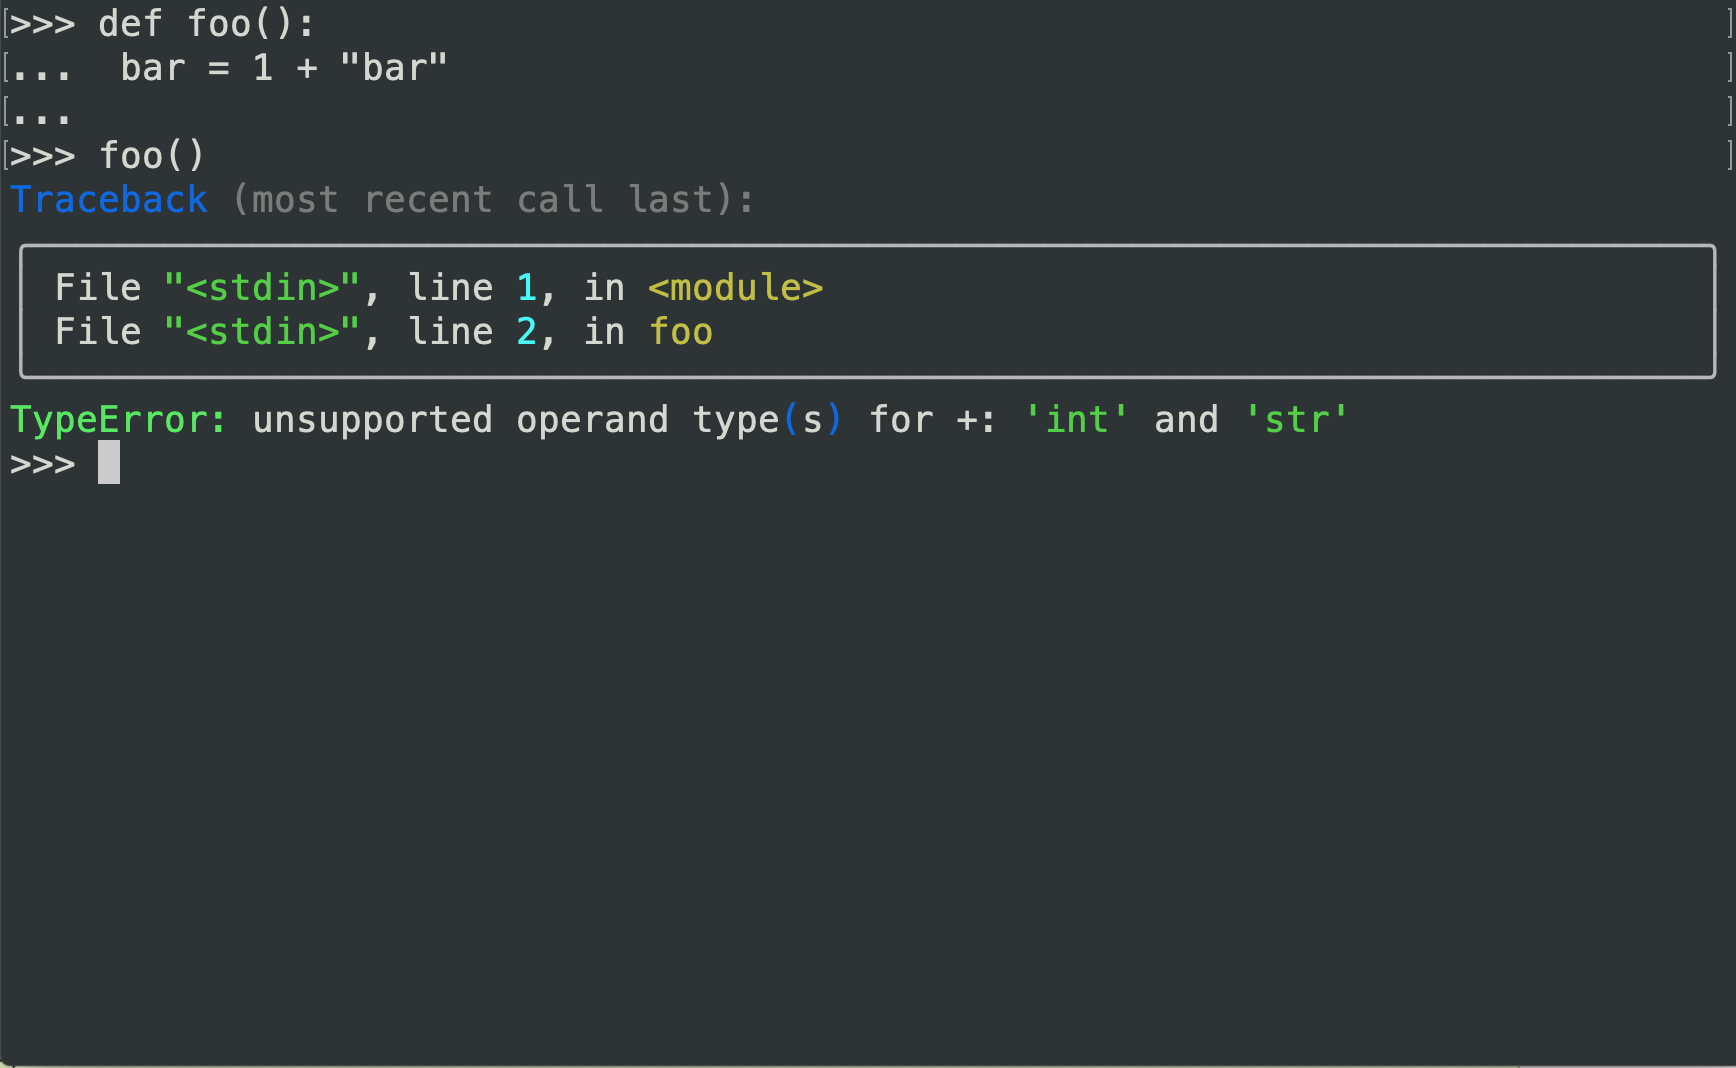 >>> def foo():
...  bar = 1 + "bar"
...
>>> foo()
Traceback (most recent call last):
File "<stdin>", line 1, in <module>
File "<stdin>", line 2, in foo
TypeError: unsupported operand type(s) for +: 'int' and 'str'
>>>